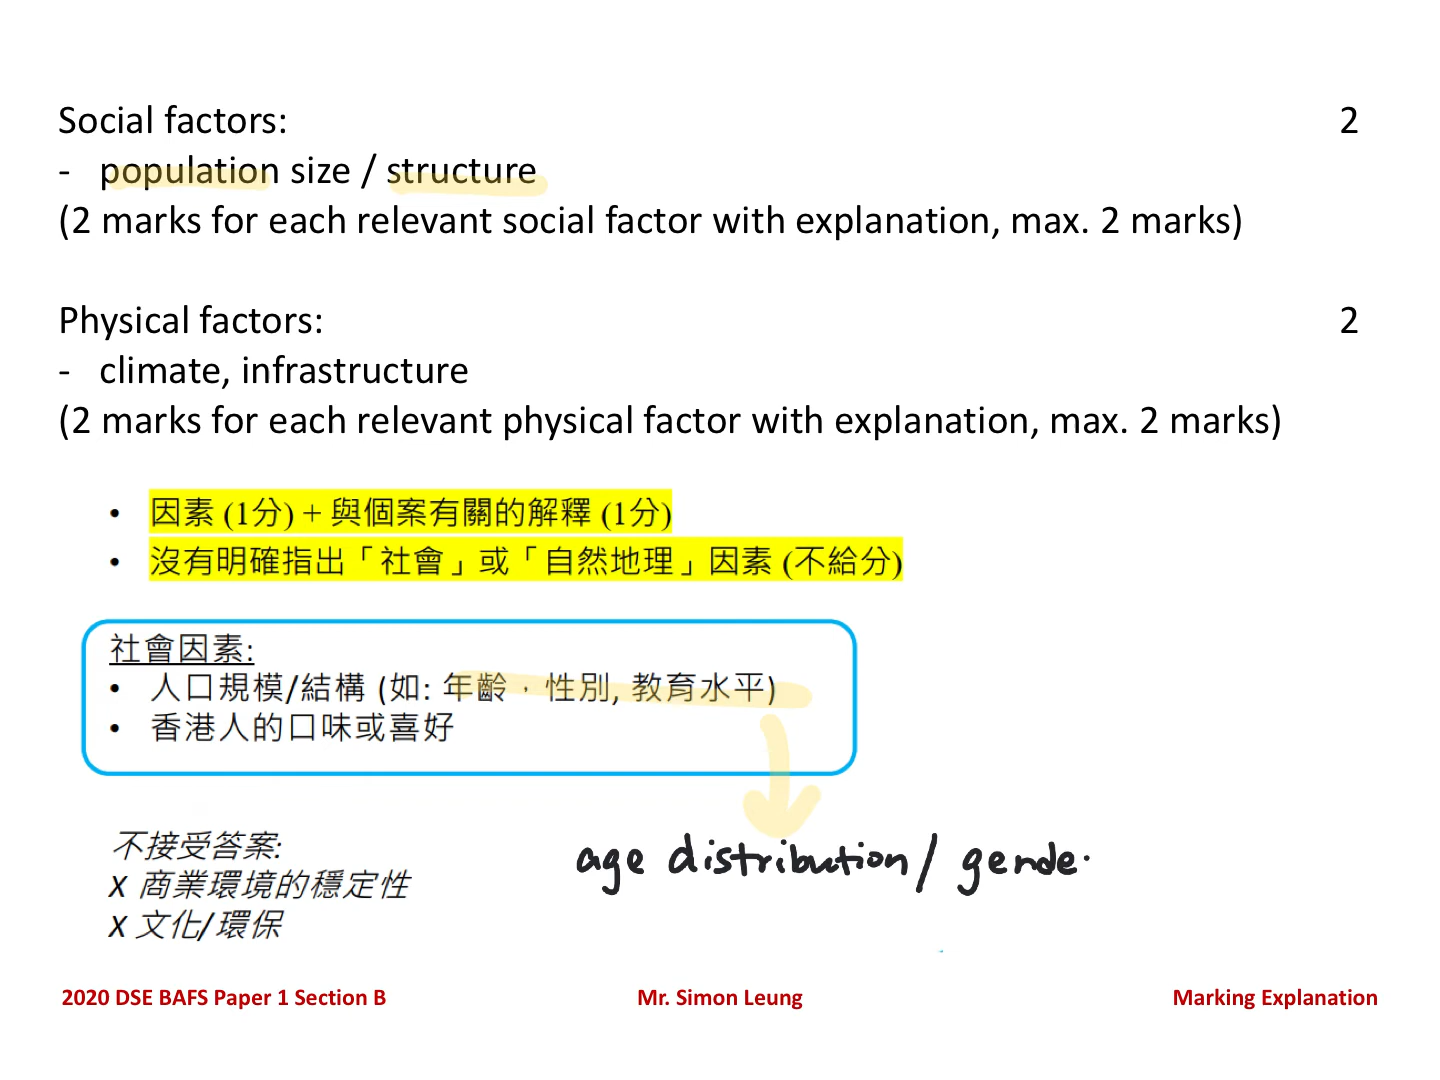 Social factors: 2
- population size / structure
(2 marks for each relevant social factor with explanation, max. 2 marks)
Physical factors: 2
- climate, infrastructure
(2 marks for each relevant physical factor with explanation, max. 2 marks)
• 因素 (1分) + 與個案有關的解釋 (1分)
• 沒有明確指出「社會」或「自然地理」因素 (不給分)
社會因素:
• 人口規模/結構 (如: 年齡，性別, 教育水平)
• 香港人的口味或喜好
不接受答案:
X 商業環境的穩定性
X 文化/環保
age distribution / gende
2020 DSE BAFS Paper 1 Section B Mr. Simon Leung Marking Explanation